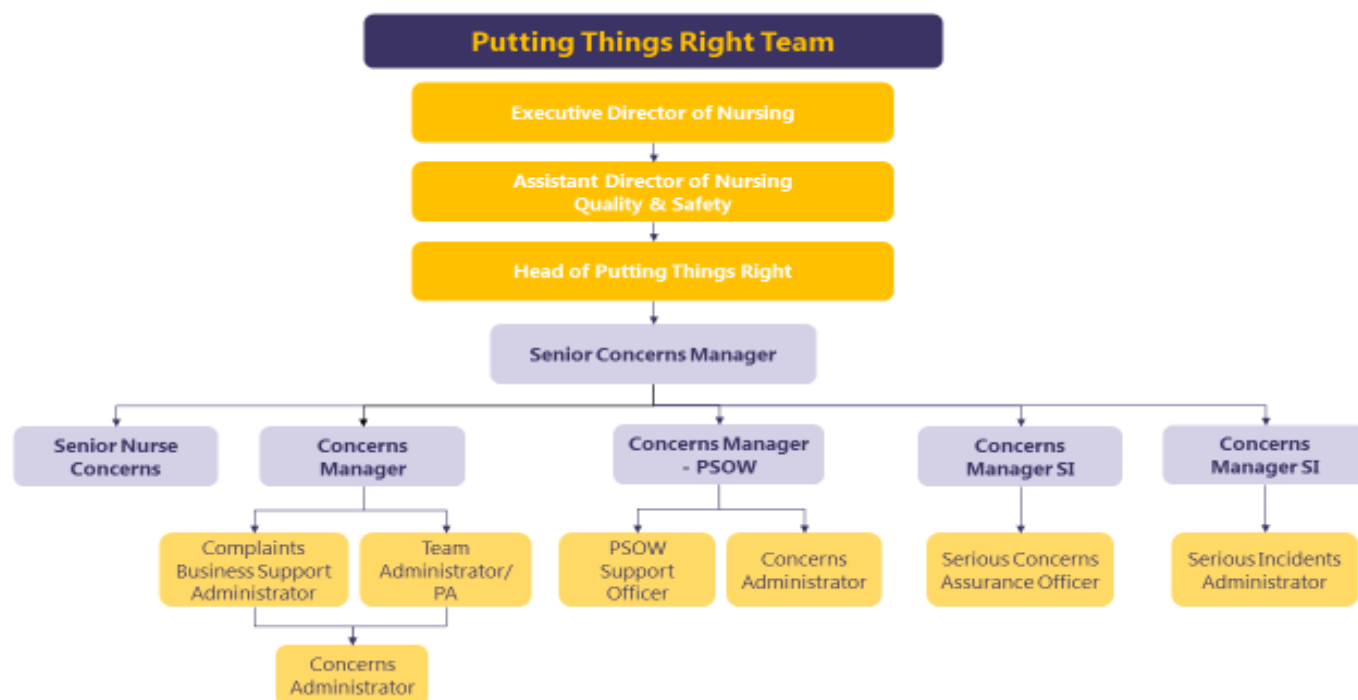 Putting Things Right Team
Executive Director of Nursing
Assistant Director of Nursing
Quality & Safety
Head of Putting Things Right
Senior Concerns Manager
Senior Nurse
Concerns
Concerns
Manager
Concerns Manager
- PSOW
Concerns
Manager SI
Concerns
Manager SI
Complaints
Business Support
Administrator
Team
Administrator/
PA
PSOW
Support
Officer
Concerns
Administrator
Serious Concerns
Assurance Officer
Serious Incidents
Administrator
Concerns
Administrator